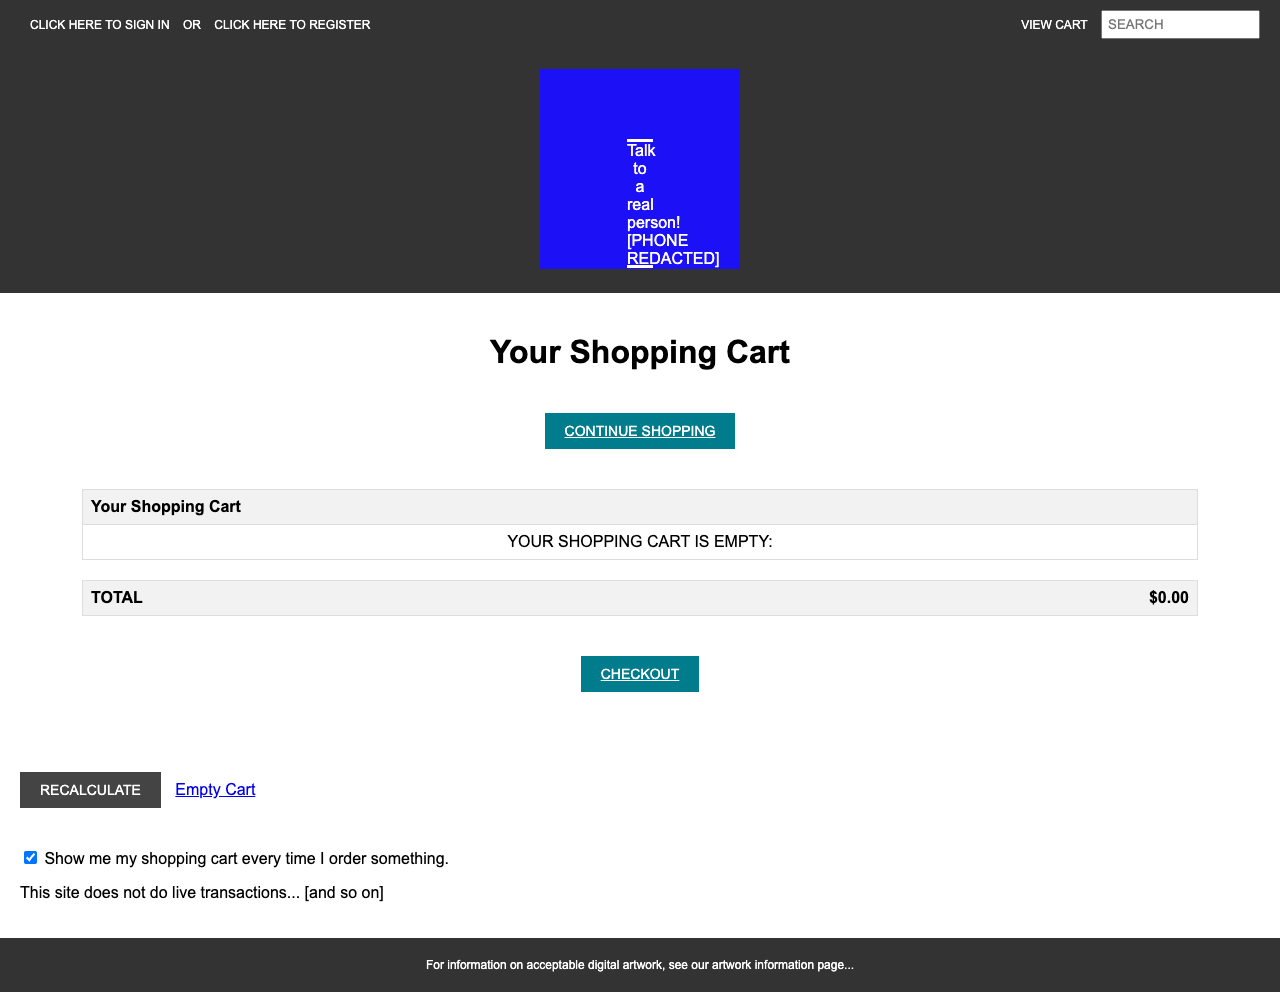 CLICK HERE TO SIGN IN OR CLICK HERE TO REGISTER VIEW CART SEARCH
Talk
to
a
real
person!
[PHONE
REDACTED]
Your Shopping Cart
CONTINUE SHOPPING
Your Shopping Cart
YOUR SHOPPING CART IS EMPTY:
TOTAL $0.00
CHECKOUT
RECALCULATE Empty Cart
Show me my shopping cart every time I order something.
This site does not do live transactions... [and so on]
For information on acceptable digital artwork, see our artwork information page...